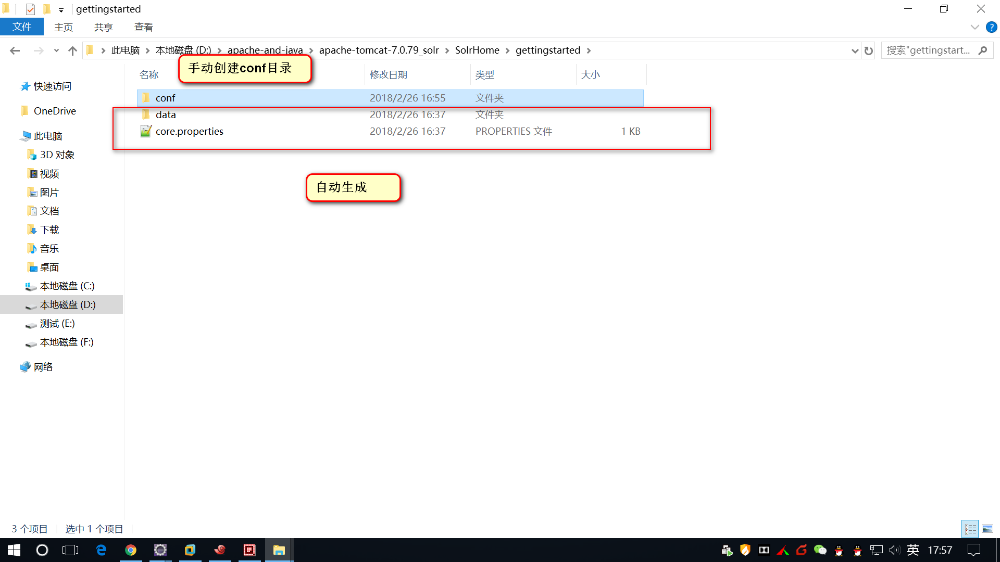 gettingstarted
文件 主页 共享 查看
此电脑 本地磁盘 (D:) apache-and-java apache-tomcat-7.0.79_solr SolrHome gettingstarted
搜索"gettingstart...
手动创建conf目录
名称 修改日期 类型 大小
conf 2018/2/26 16:55 文件夹
data 2018/2/26 16:37 文件夹
core.properties 2018/2/26 16:37 PROPERTIES 文件 1 KB
自动生成
快速访问
OneDrive
此电脑
3D 对象
视频
图片
文档
下载
音乐
桌面
本地磁盘 (C:)
本地磁盘 (D:)
测试 (E:)
本地磁盘 (F:)
网络
3 个项目 选中 1 个项目
英 17:57